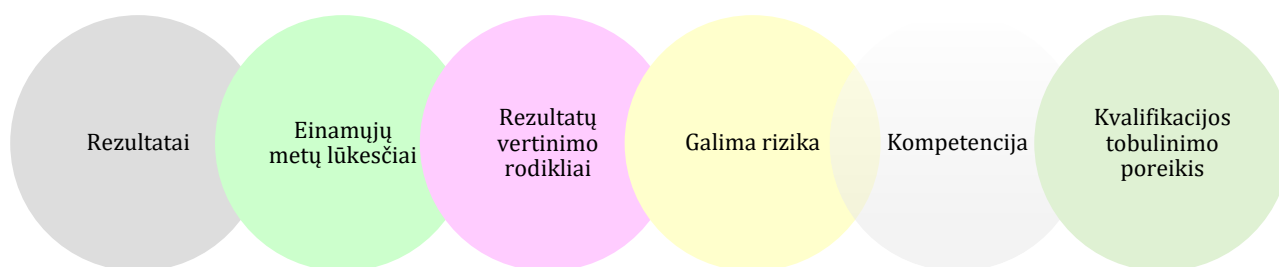 Rezultatai
Einamųjų
metų lūkesčiai
Rezultatų
vertinimo
rodikliai
Galima rizika
Kompetencija
Kvalifikacijos
tobulinimo
poreikis